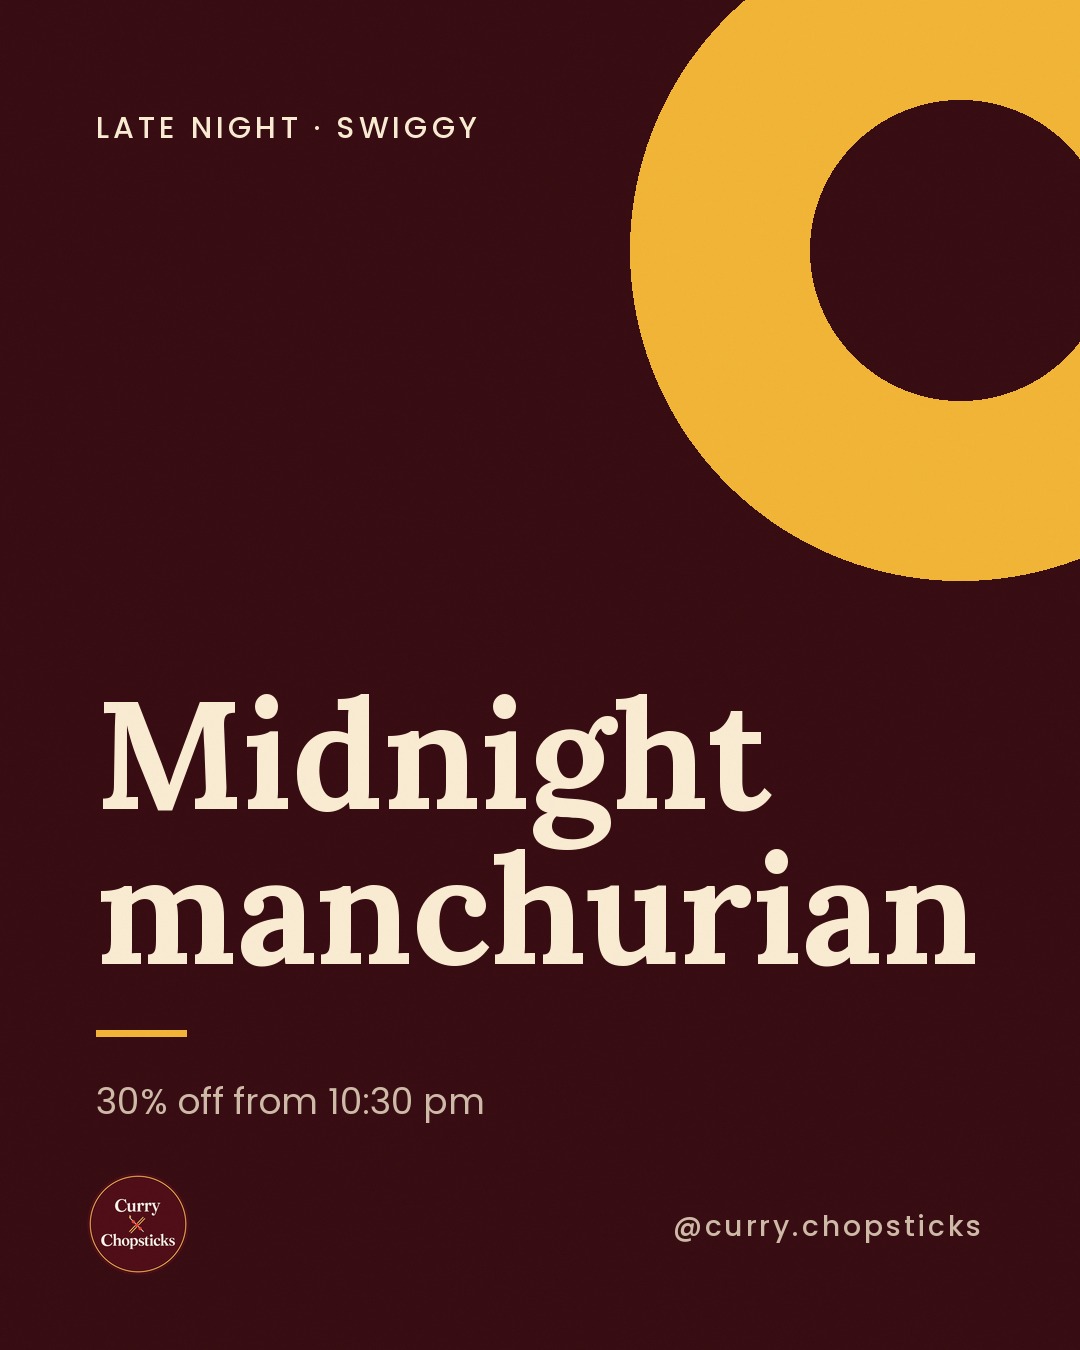 LATE NIGHT · SWIGGY
Midnight
manchurian
30% off from 10:30 pm
Curry
Chopsticks
@curry.chopsticks